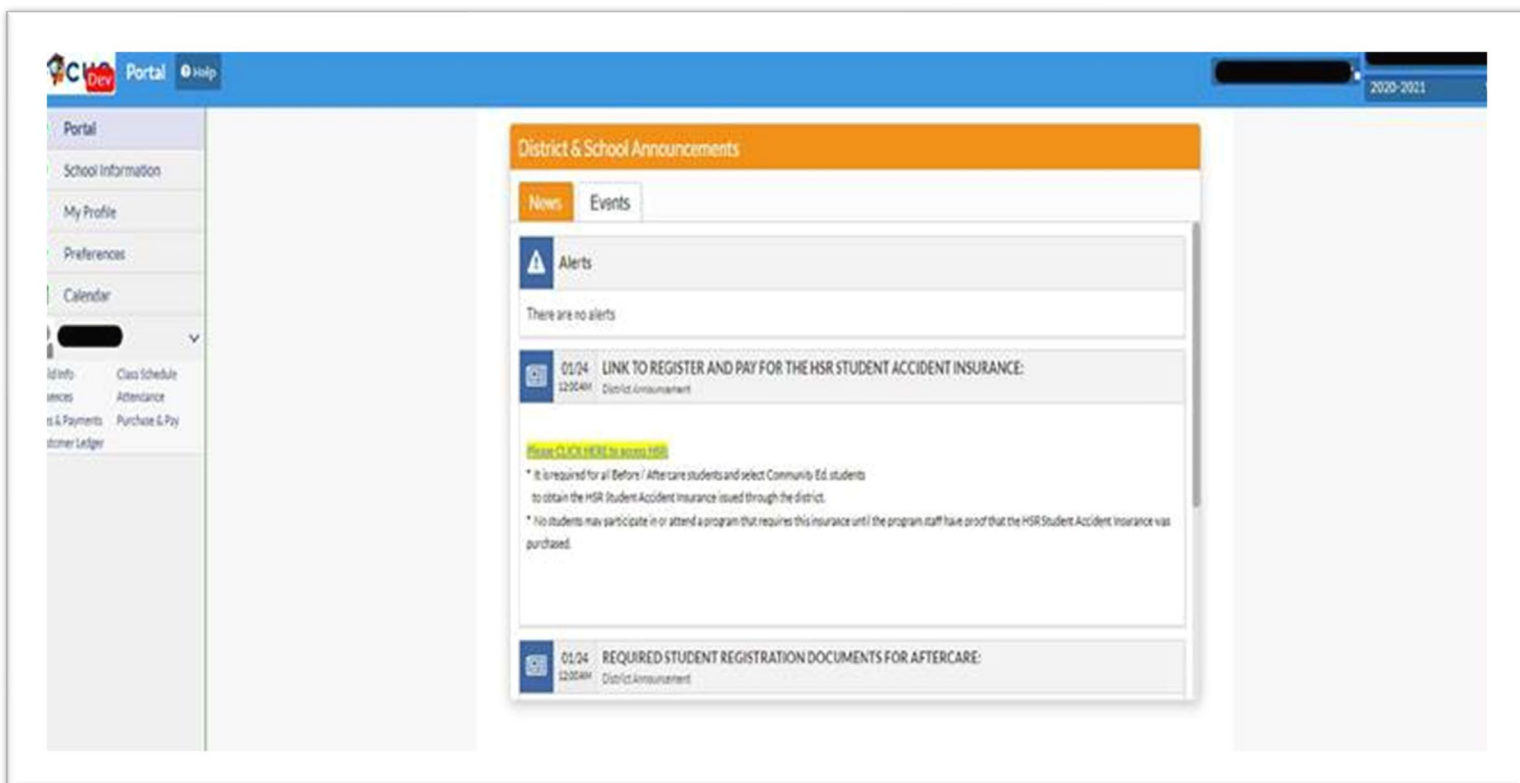 Dev Portal Help
2020-2021
Portal
School Information
My Profile
Preferences
Calendar
Class Schedule
Attendance
Purchase & Pay
District & School Announcements
News Events
Alerts
There are no alerts
01/24 LINK TO REGISTER AND PAY FOR THE HSR STUDENT ACCIDENT INSURANCE:
12:00AM District Announcement
Please CLICK HERE to access HSR
* It is required for all Before / Aftercare students and select Community Ed. students
to obtain the HSR Student Accident Insurance issued through the district.
* No students may participate in or attend a program that requires this insurance until the program staff have proof that the HSR Student Accident Insurance was
purchased.
01/24 REQUIRED STUDENT REGISTRATION DOCUMENTS FOR AFTERCARE:
12:00AM District Announcement